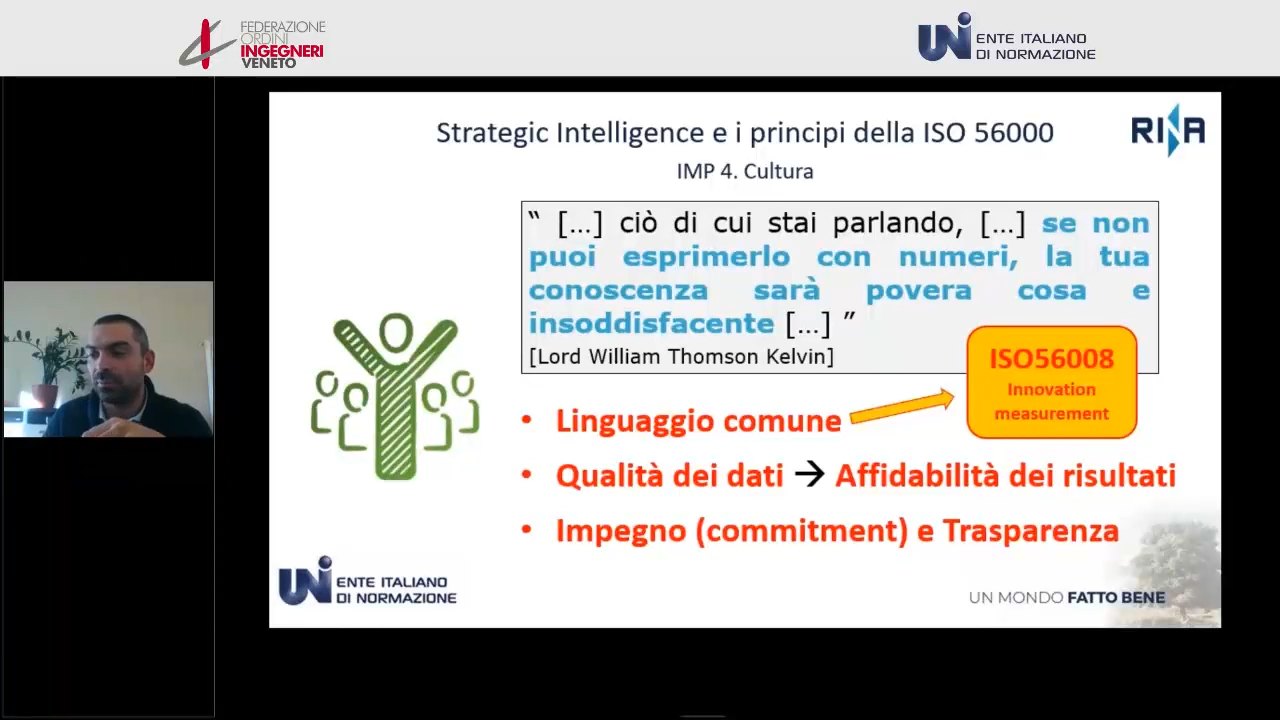 FEDERAZIONE
ORDINI
INGEGNERI
VENETO
UNI ENTE ITALIANO
DI NORMAZIONE
Strategic Intelligence e i principi della ISO 56000
RINA
IMP 4. Cultura
“ […] ciò di cui stai parlando, […] se non
puoi esprimerlo con numeri, la tua
conoscenza sarà povera cosa e
insoddisfacente […] ”
[Lord William Thomson Kelvin]
ISO56008
Innovation
measurement
• Linguaggio comune
• Qualità dei dati → Affidabilità dei risultati
• Impegno (commitment) e Trasparenza
UNI ENTE ITALIANO
DI NORMAZIONE
UN MONDO FATTO BENE